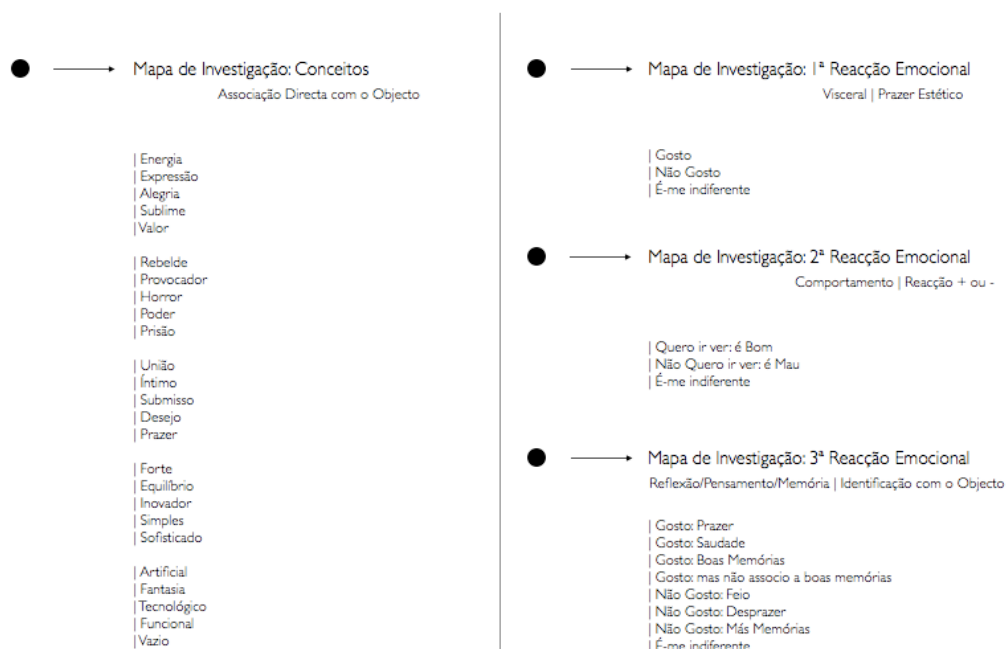 Mapa de Investigação: Conceitos
Associação Directa com o Objecto
| Energia
| Expressão
| Alegria
| Sublime
| Valor
| Rebelde
| Provocador
| Horror
| Poder
| Prisão
| União
| Íntimo
| Submisso
| Desejo
| Prazer
| Forte
| Equilíbrio
| Inovador
| Simples
| Sofisticado
| Artificial
| Fantasia
| Tecnológico
| Funcional
| Vazio
Mapa de Investigação: 1ª Reacção Emocional
Visceral | Prazer Estético
| Gosto
| Não Gosto
| É-me indiferente
Mapa de Investigação: 2ª Reacção Emocional
Comportamento | Reacção + ou -
| Quero ir ver: é Bom
| Não Quero ir ver: é Mau
| É-me indiferente
Mapa de Investigação: 3ª Reacção Emocional
Reflexão/Pensamento/Memória | Identificação com o Objecto
| Gosto: Prazer
| Gosto: Saudade
| Gosto: Boas Memórias
| Gosto: mas não associo a boas memórias
| Não Gosto: Feio
| Não Gosto: Desprazer
| Não Gosto: Más Memórias
| É-me indiferente